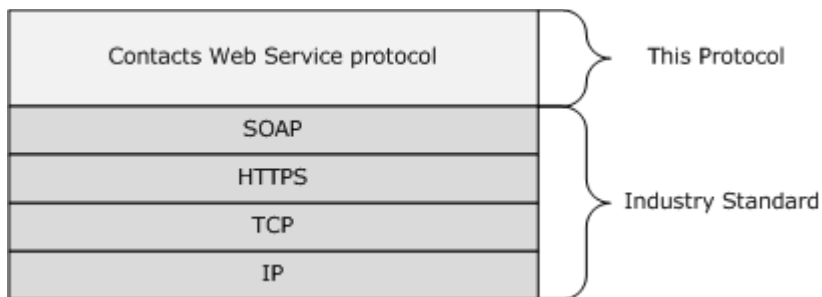 Contacts Web Service protocol
This Protocol
SOAP
HTTPS
TCP
IP
Industry Standard